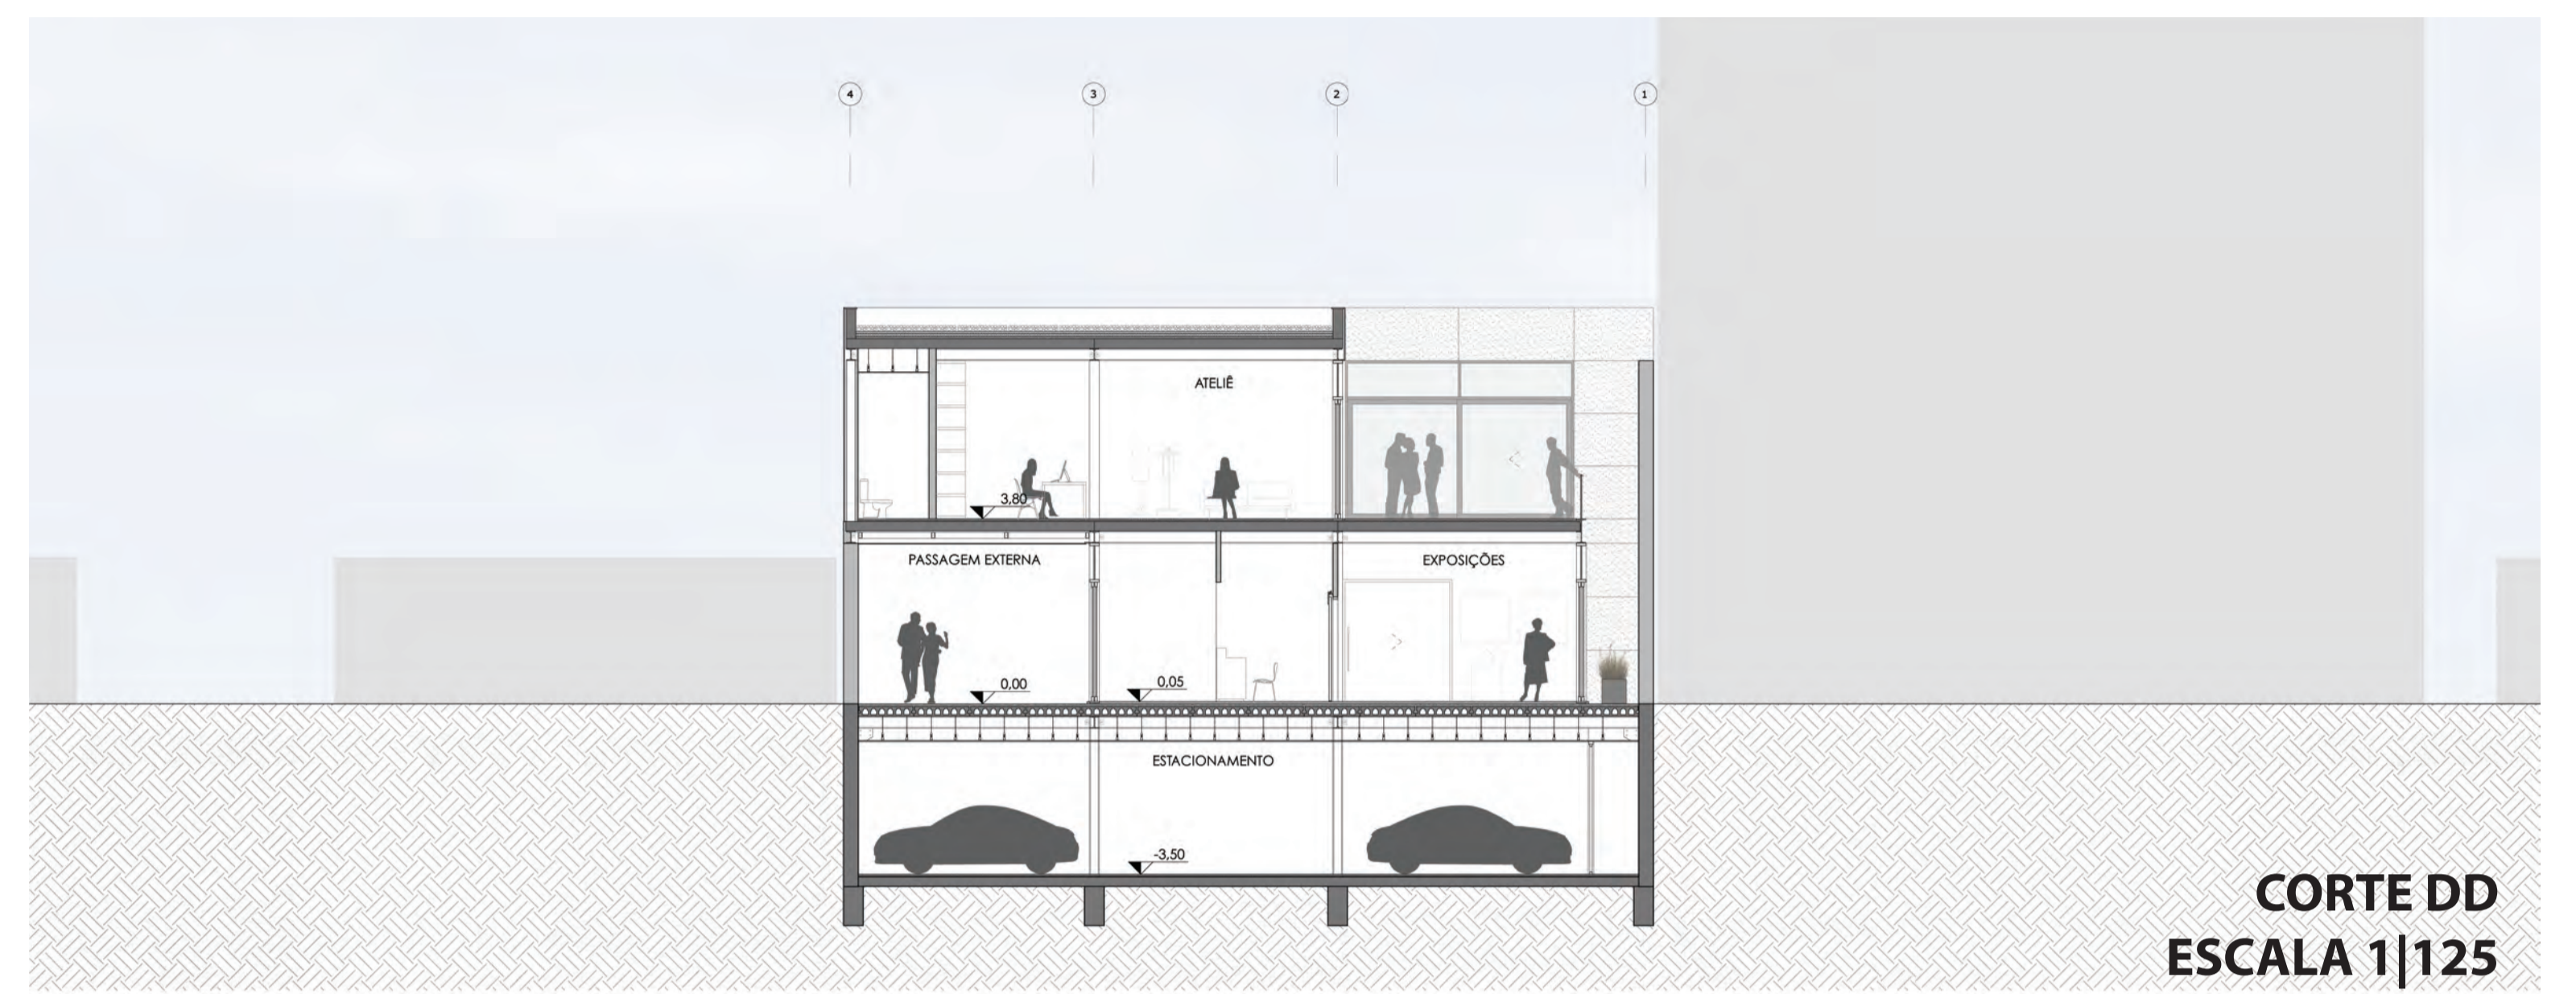 4
3
2
1
ATELIÊ
3,80
PASSAGEM EXTERNA
EXPOSIÇÕES
0,00
0,05
ESTACIONAMENTO
-3,50
CORTE DD
ESCALA 1|125